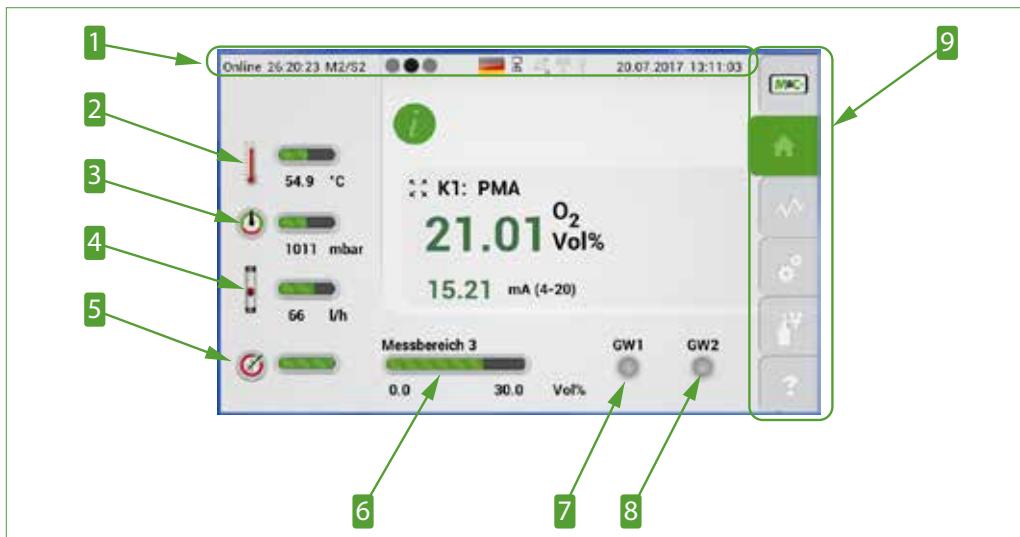 1
9
Online 26:20:23 M2/S2 20.07.2017 13:11:03
MAC
2
54.9 °C
3
1011 mbar
4
66 l/h
5
i
K1: PMA
21.01 O2 Vol%
15.21 mA (4-20)
Messbereich 3
0.0 30.0 Vol%
GW1 GW2
?
6
7
8